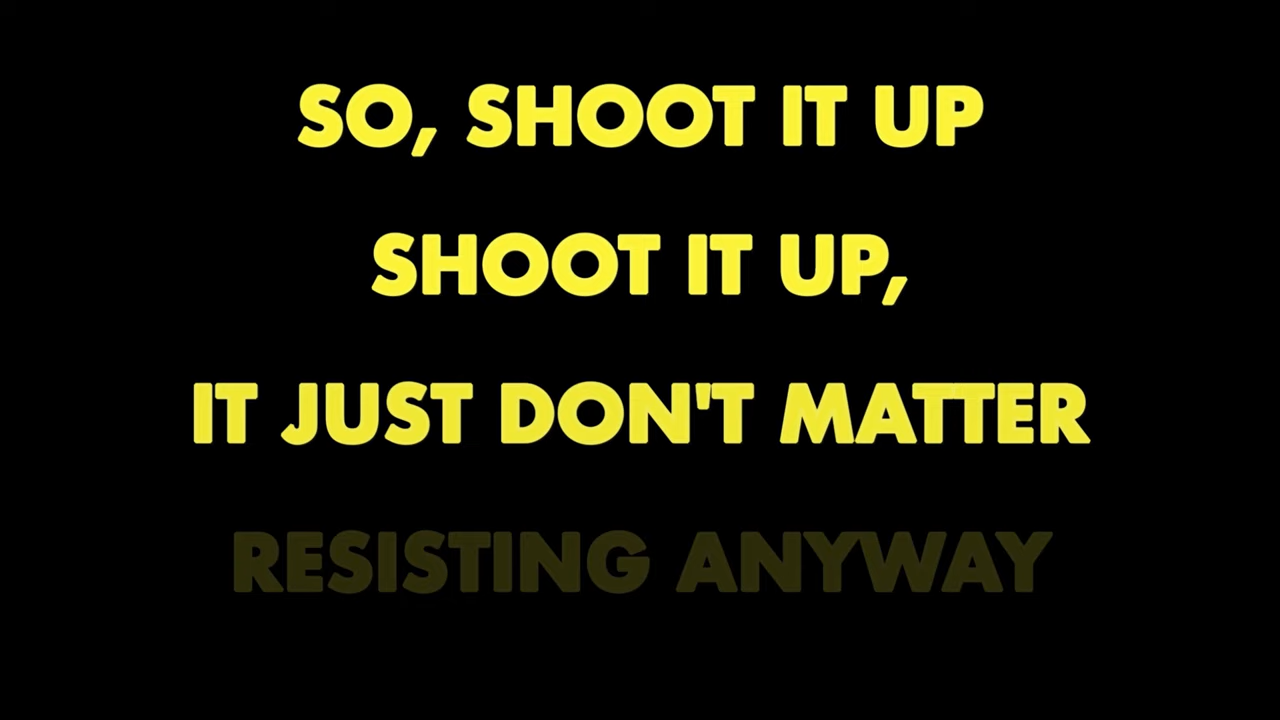 SO, SHOOT IT UP
SHOOT IT UP,
IT JUST DON'T MATTER
RESISTING ANYWAY